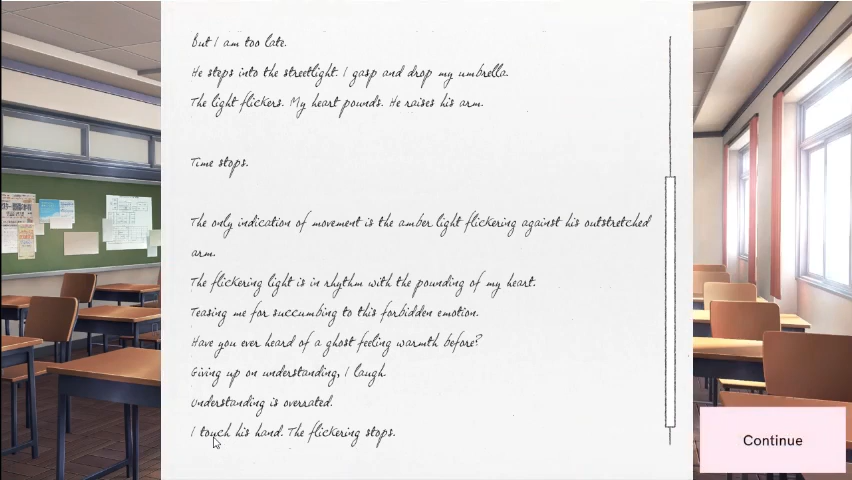 But I am too late.
He steps into the streetlight. I gasp and drop my umbrella.
The light flickers. My heart pounds. He raises his arm.
Time stops.
The only indication of movement is the amber light flickering against his outstretched
arm.
The flickering light is in rhythm with the pounding of my heart.
Teasing me for succumbing to this forbidden emotion.
Have you ever heard of a ghost feeling warmth before?
Giving up on understanding, I laugh.
Understanding is overrated.
I touch his hand. The flickering stops.
Continue